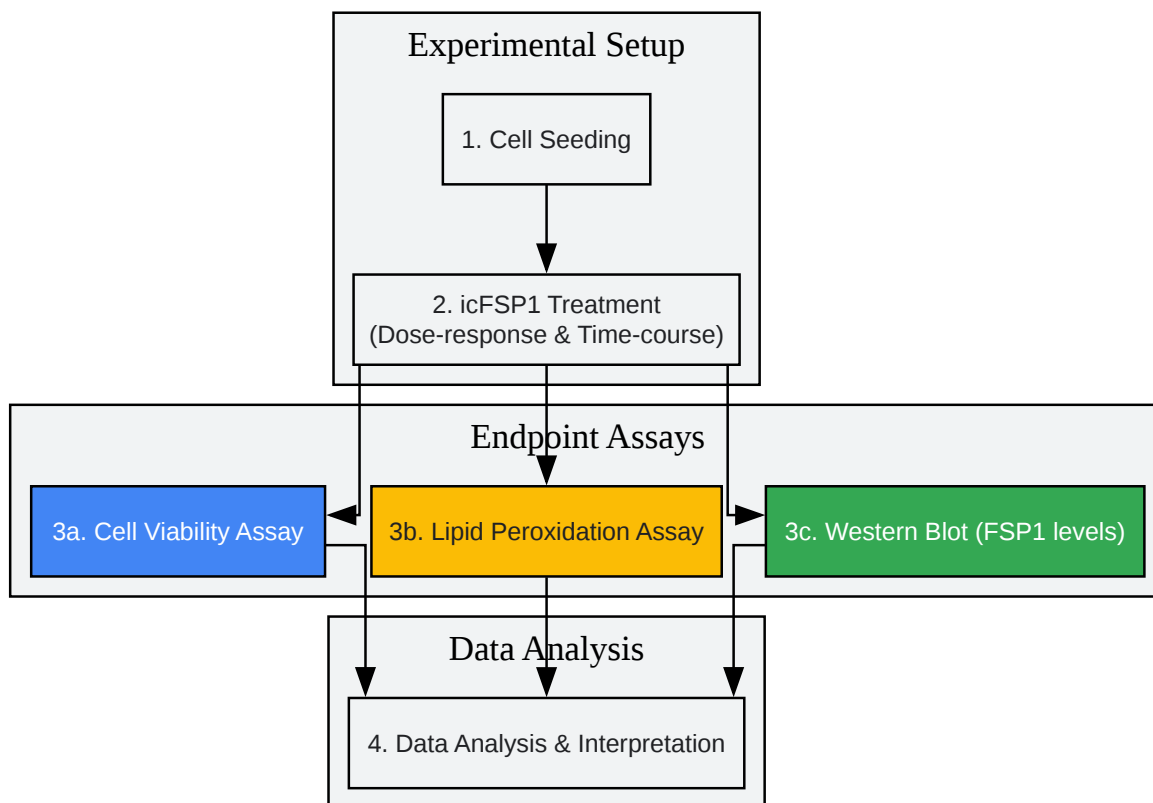 Experimental Setup
1. Cell Seeding
2. icFSP1 Treatment
(Dose-response & Time-course)
Endpoint Assays
3a. Cell Viability Assay
3b. Lipid Peroxidation Assay
3c. Western Blot (FSP1 levels)
Data Analysis
4. Data Analysis & Interpretation